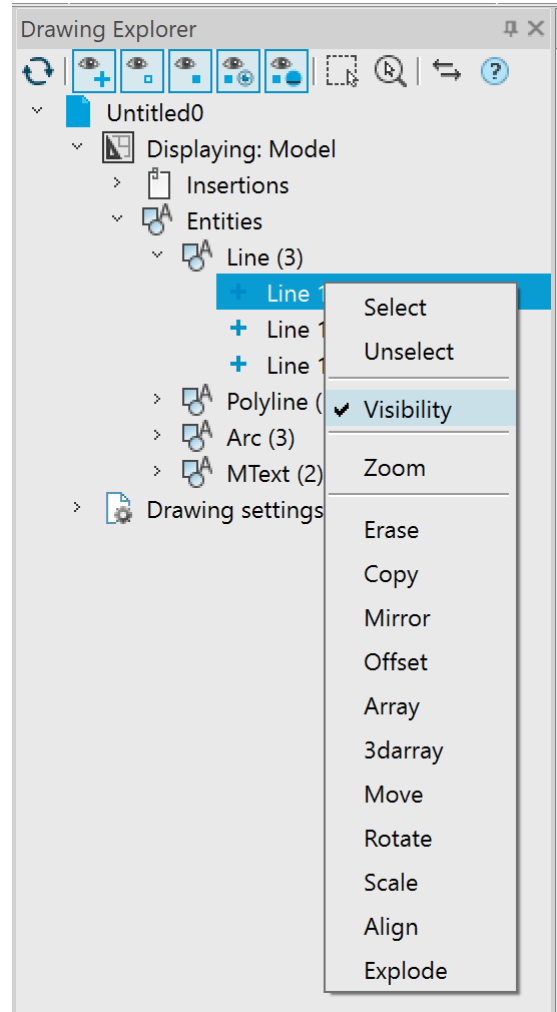 Drawing Explorer
Untitled0
Displaying: Model
Insertions
Entities
Line (3)
Line 1
Line 1
Line 1
Polyline (
Arc (3)
MText (2)
Drawing settings
Select
Unselect
Visibility
Zoom
Erase
Copy
Mirror
Offset
Array
3darray
Move
Rotate
Scale
Align
Explode